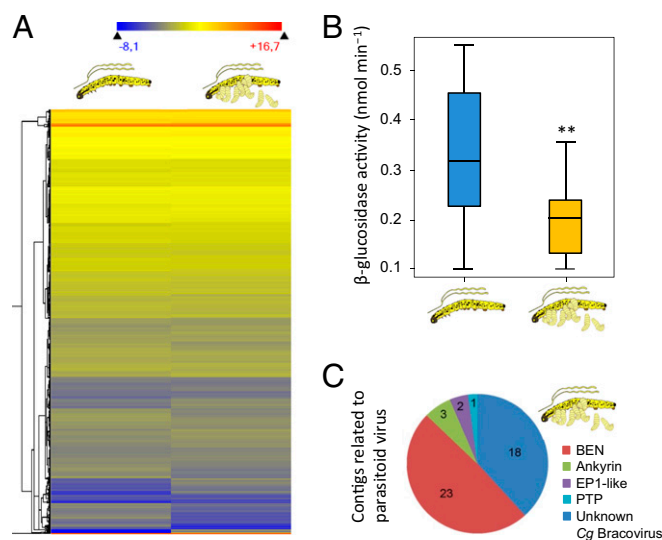 A
-8,1
+16,7
B
β-glucosidase activity (nmol min⁻¹)
0.5
0.4
0.3
0.2
0.1
**
C
Contigs related to
parasitoid virus
3
2
1
18
23
BEN
Ankyrin
EP1-like
PTP
Unknown
Cg Bracovirus